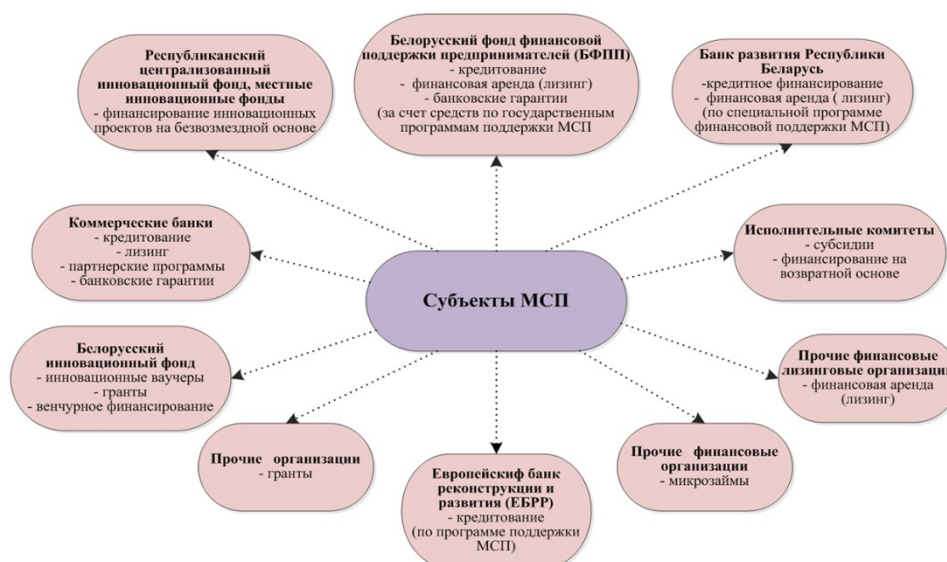 Республиканский
централизованный
инновационный фонд, местные
инновационные фонды
- финансирование инновационных
проектов на безвозмездной основе
Белорусский фонд финансовой
поддержки предпринимателей (БФПП)
- кредитование
- финансовая аренда (лизинг)
- банковские гарантии
(за счет средств по государственным
программам поддержки МСП
Банк развития Республики
Беларусь
-кредитное финансирование
- финансовая аренда ( лизинг)
(по специальной программе
финансовой поддержки МСП)
Коммерческие банки
- кредитование
- лизинг
- партнерские программы
- банковские гарантии
Субъекты МСП
Исполнительные комитеты
- субсидии
- финансирование на
возвратной основе
Белорусский
инновационный фонд
- инновационные ваучеры
- гранты
- венчурное финансирование
Прочие финансовые
лизинговые организации
- финансовая аренда
(лизинг)
Прочие организации
- гранты
Европейскиф банк
реконструкции и
развития (ЕБРР)
- кредитование
(по программе поддержки
МСП)
Прочие финансовые
организации
- микрозаймы